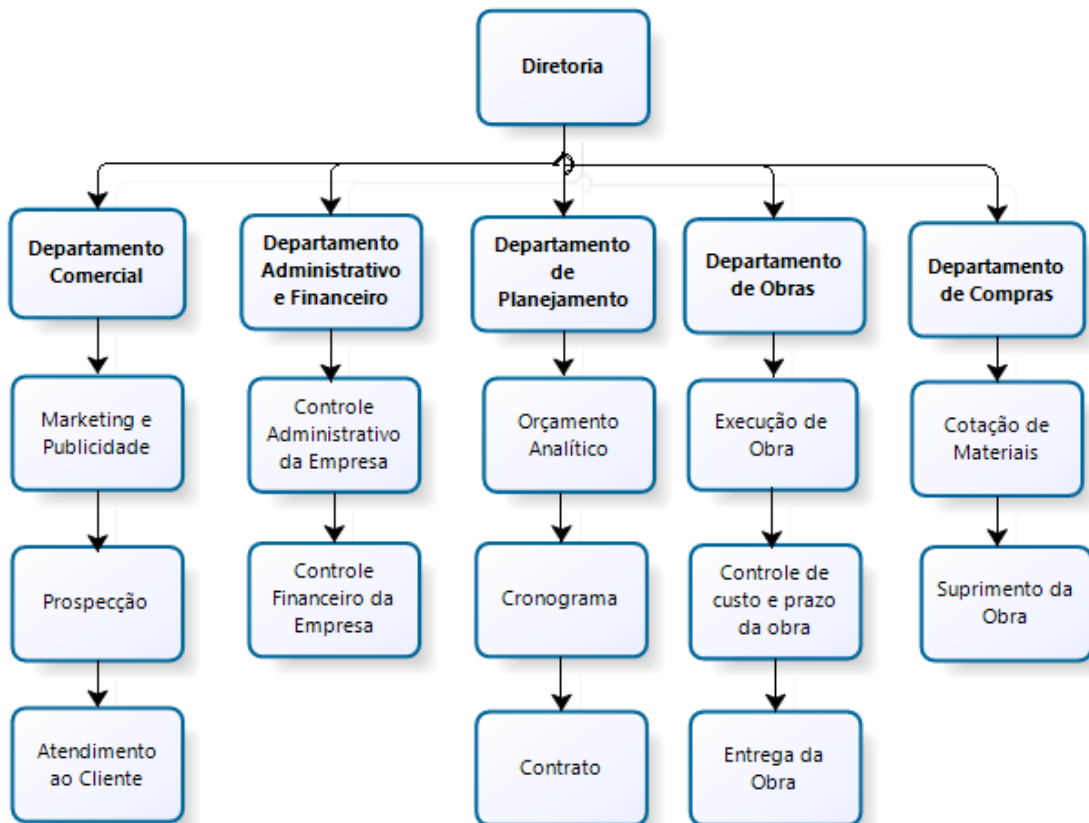 Diretoria
Departamento
Comercial
Departamento
Administrativo
e Financeiro
Departamento
de
Planejamento
Departamento
de Obras
Departamento
de Compras
Marketing e
Publicidade
Controle
Administrativo
da Empresa
Orçamento
Analítico
Execução de
Obra
Cotação de
Materiais
Prospecção
Controle
Financeiro da
Empresa
Cronograma
Controle de
custo e prazo
da obra
Suprimento da
Obra
Atendimento
ao Cliente
Contrato
Entrega da
Obra